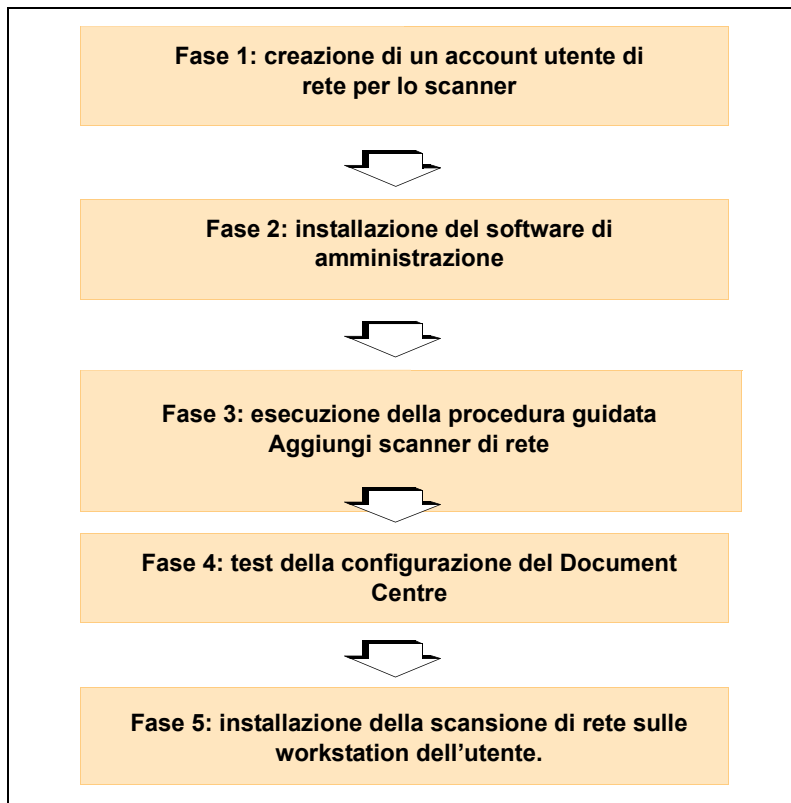 Fase 1: creazione di un account utente di
rete per lo scanner
Fase 2: installazione del software di
amministrazione
Fase 3: esecuzione della procedura guidata
Aggiungi scanner di rete
Fase 4: test della configurazione del Document
Centre
Fase 5: installazione della scansione di rete sulle
workstation dell’utente.